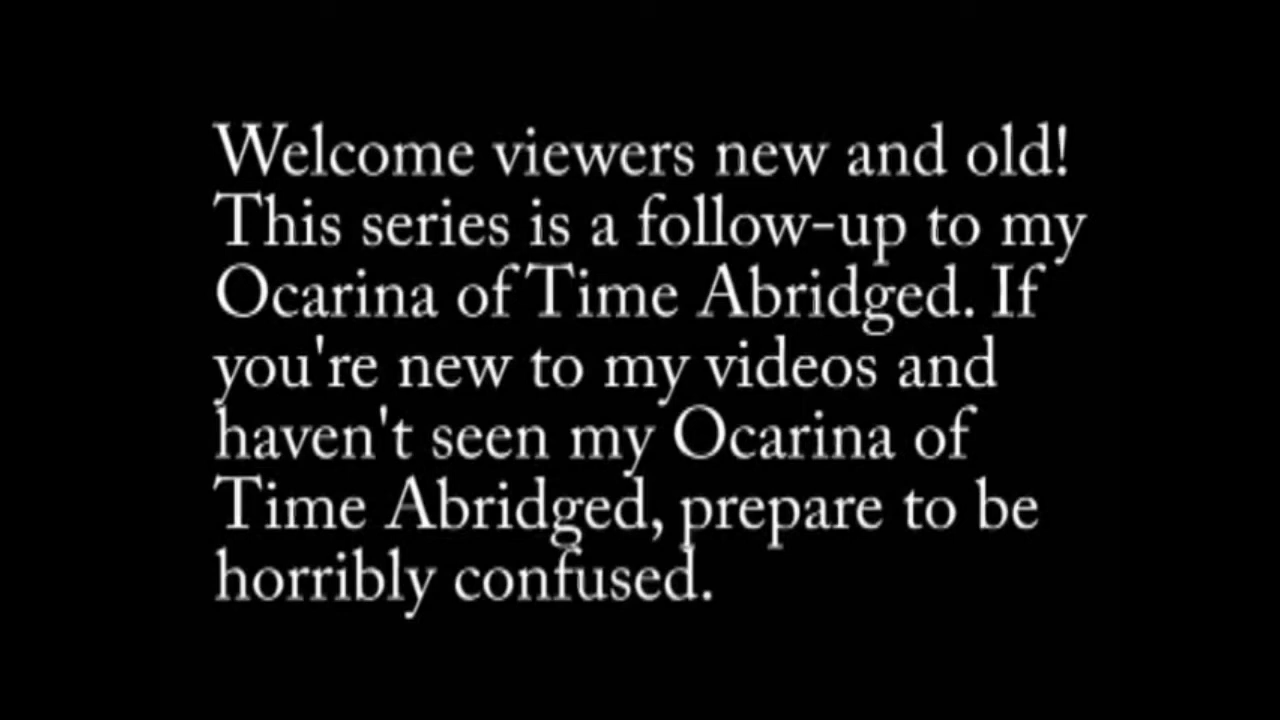 Welcome viewers new and old!
This series is a follow-up to my
Ocarina of Time Abridged. If
you're new to my videos and
haven't seen my Ocarina of
Time Abridged, prepare to be
horribly confused.